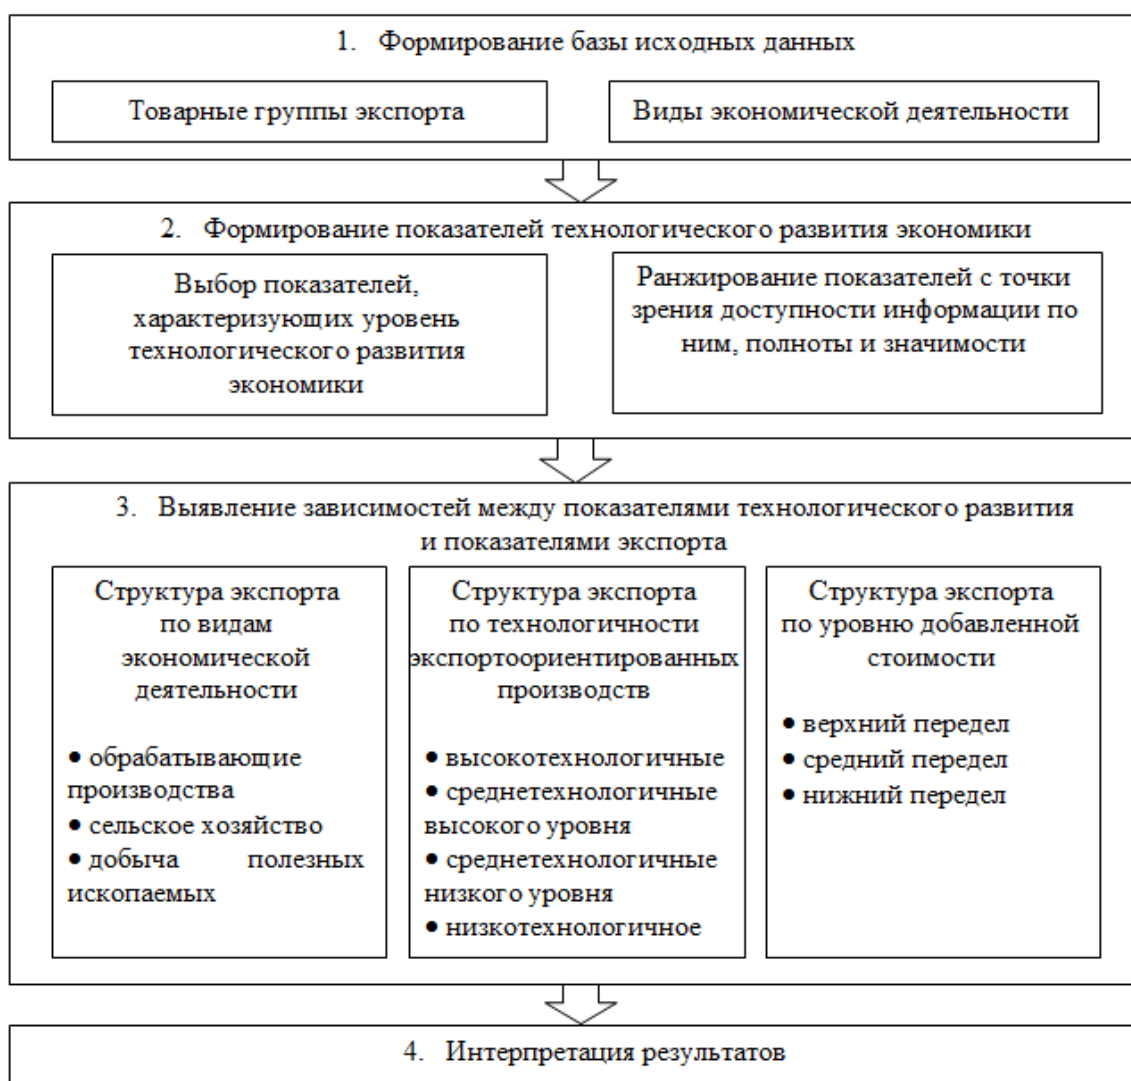 1. Формирование базы исходных данных
Товарные группы экспорта
Виды экономической деятельности
2. Формирование показателей технологического развития экономики
Выбор показателей,
характеризующих уровень
технологического развития
экономики
Ранжирование показателей с точки
зрения доступности информации по
ним, полноты и значимости
3. Выявление зависимостей между показателями технологического развития
и показателями экспорта
Структура экспорта
по видам
экономической
деятельности
• обрабатывающие
производства
• сельское хозяйство
• добыча полезных
ископаемых
Структура экспорта
по технологичности
экспортоориентированных
производств
• высокотехнологичные
• среднетехнологичные
высокого уровня
• среднетехнологичные
низкого уровня
• низкотехнологичное
Структура экспорта
по уровню добавленной
стоимости
• верхний передел
• средний передел
• нижний передел
4. Интерпретация результатов